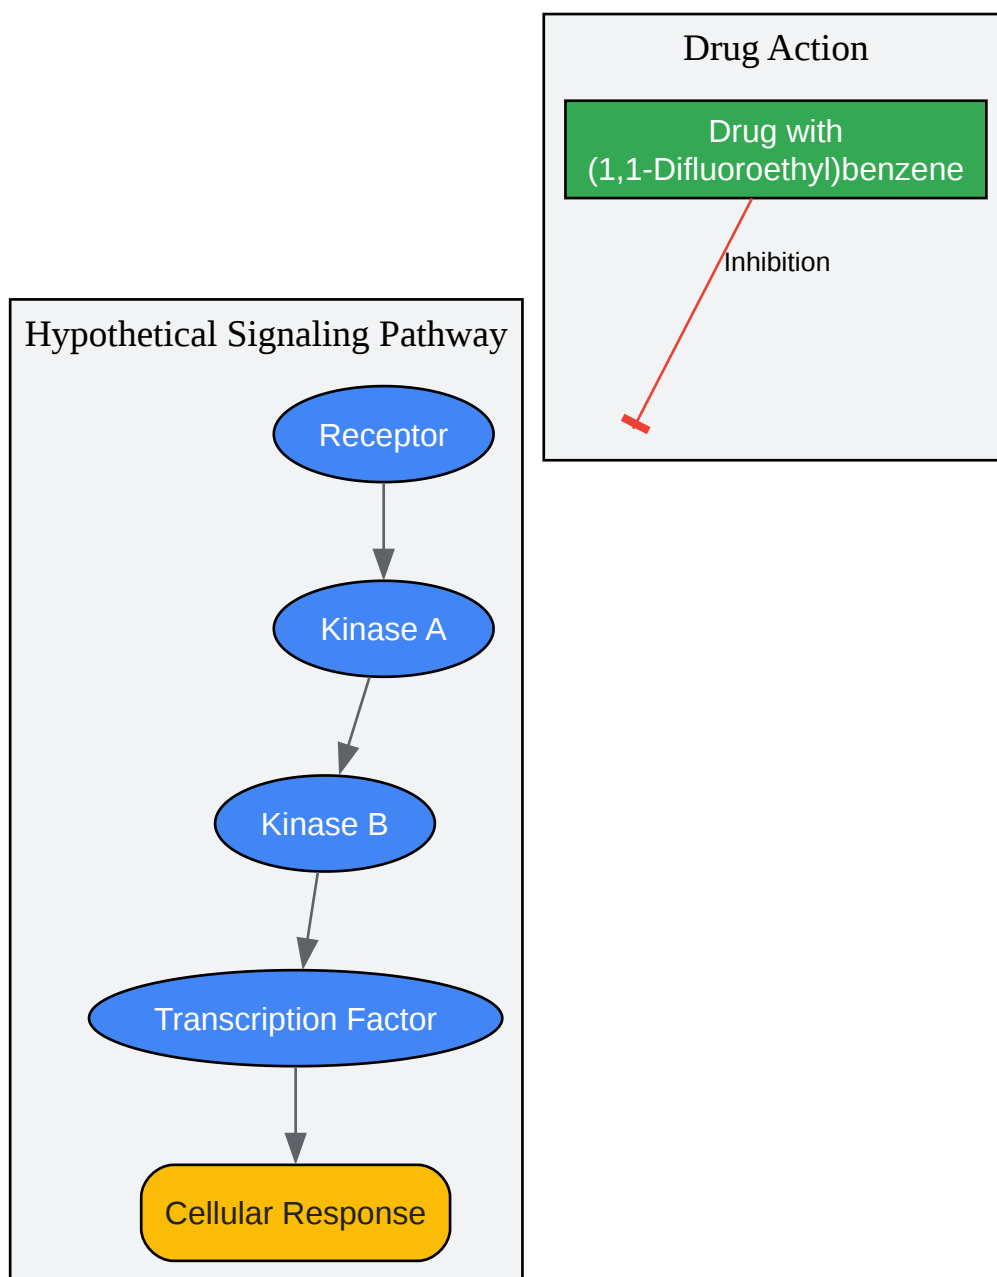 Drug Action
Drug with
(1,1-Difluoroethyl)benzene
Inhibition
Hypothetical Signaling Pathway
Receptor
Kinase A
Kinase B
Transcription Factor
Cellular Response